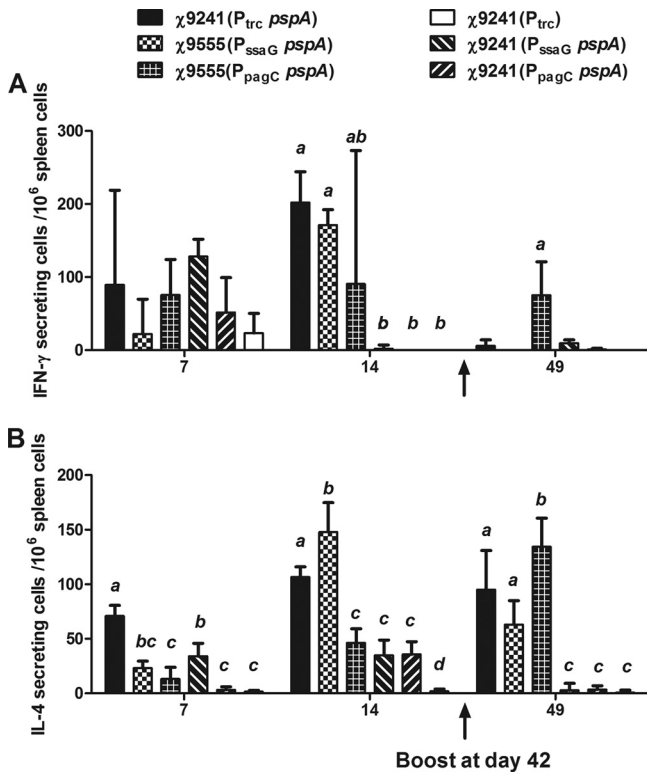 χ9241(Ptrc pspA) χ9241(Ptrc)
χ9555(PssaG pspA) χ9241(PssaG pspA)
χ9555(PpagC pspA) χ9241(PpagC pspA)
A
IFN-γ secreting cells /10⁶ spleen cells
300
200
100
0
a a ab b b b a
7 14 49
B
IL-4 secreting cells /10⁶ spleen cells
200
150
100
50
0
a bc c b c c a b c c c d a a b c c c
7 14 49
Boost at day 42